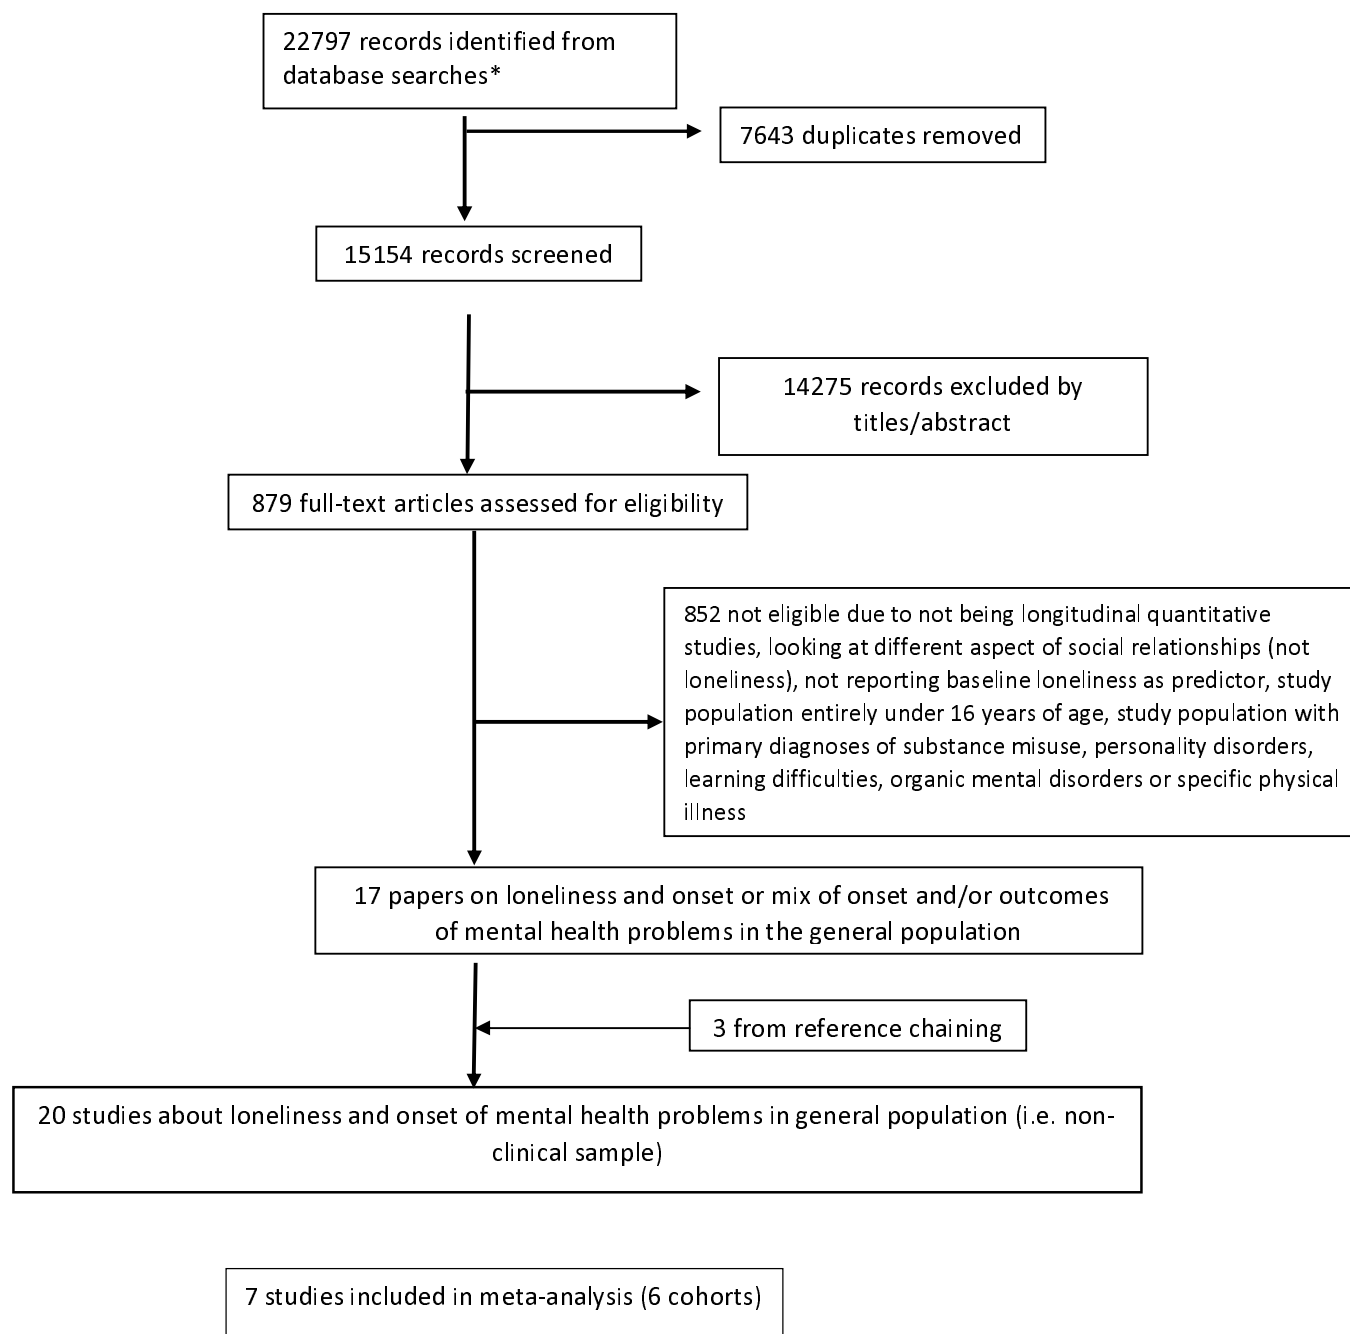 22797 records identified from
database searches*
7643 duplicates removed
15154 records screened
14275 records excluded by
titles/abstract
879 full-text articles assessed for eligibility
852 not eligible due to not being longitudinal quantitative
studies, looking at different aspect of social relationships (not
loneliness), not reporting baseline loneliness as predictor, study
population entirely under 16 years of age, study population with
primary diagnoses of substance misuse, personality disorders,
learning difficulties, organic mental disorders or specific physical
illness
17 papers on loneliness and onset or mix of onset and/or outcomes
of mental health problems in the general population
3 from reference chaining
20 studies about loneliness and onset of mental health problems in general population (i.e. non-
clinical sample)
7 studies included in meta-analysis (6 cohorts)